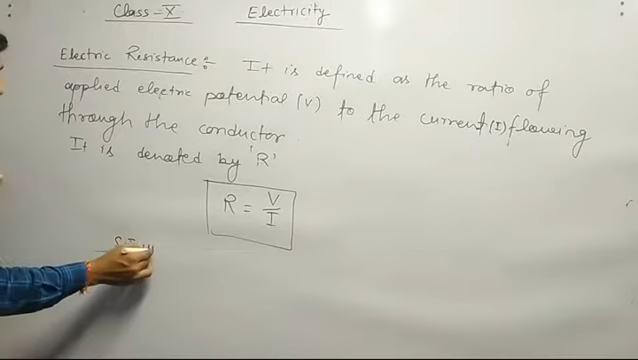 Class - X Electricity
Electric Resistance:- It is defined as the ratio of
applied electric potential (V) to the current (I) flowing
through the conductor.
It is denoted by 'R'
R = V/I